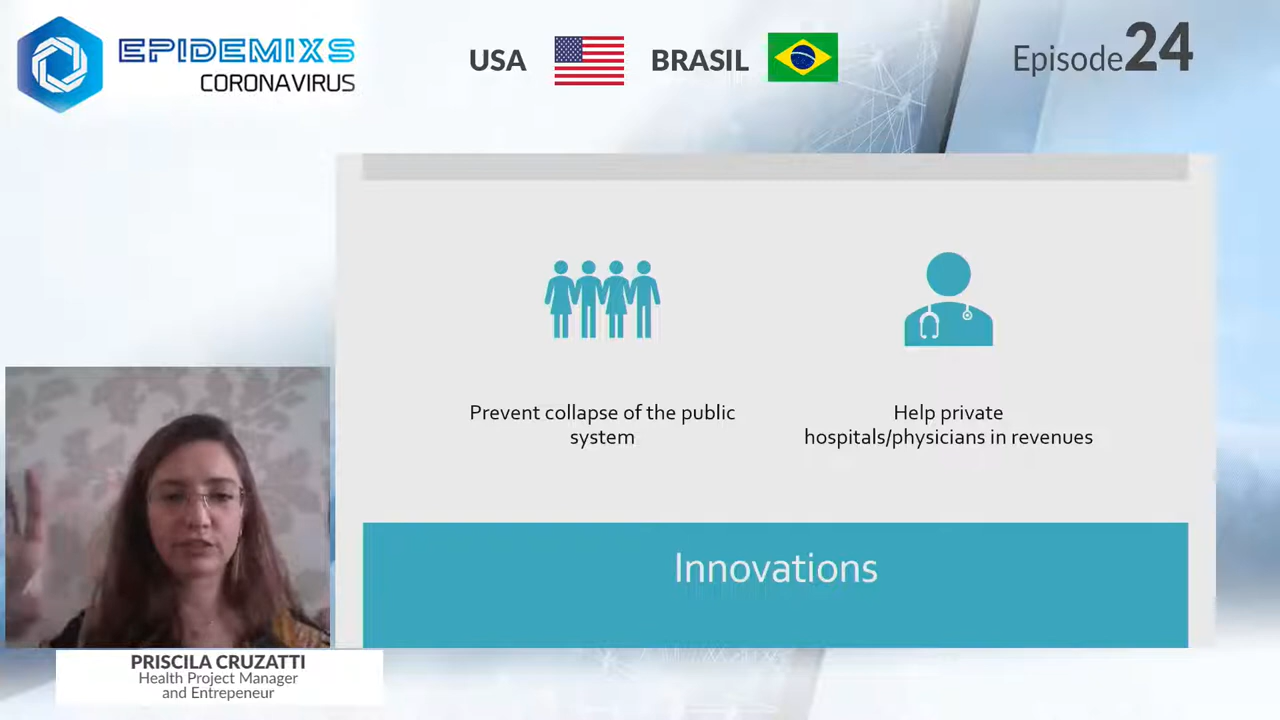 EPIDEMIXS
CORONAVIRUS
USA
BRASIL
Episode24
Prevent collapse of the public
system
Help private
hospitals/physicians in revenues
Innovations
PRISCILA CRUZATTI
Health Project Manager
and Entrepeneur